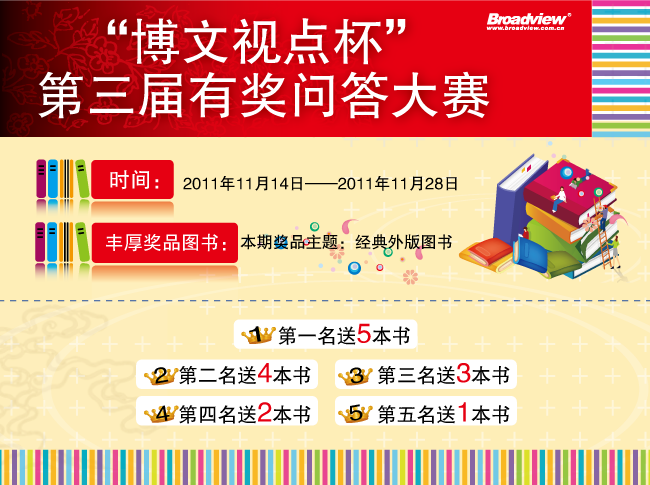 Broadview®
www.broadview.com.cn
“博文视点杯”
第三届有奖问答大赛
时间：
2011年11月14日——2011年11月28日
丰厚奖品图书：
本期奖品主题：经典外版图书
1 第一名送5本书
2 第二名送4本书
3 第三名送3本书
4 第四名送2本书
5 第五名送1本书